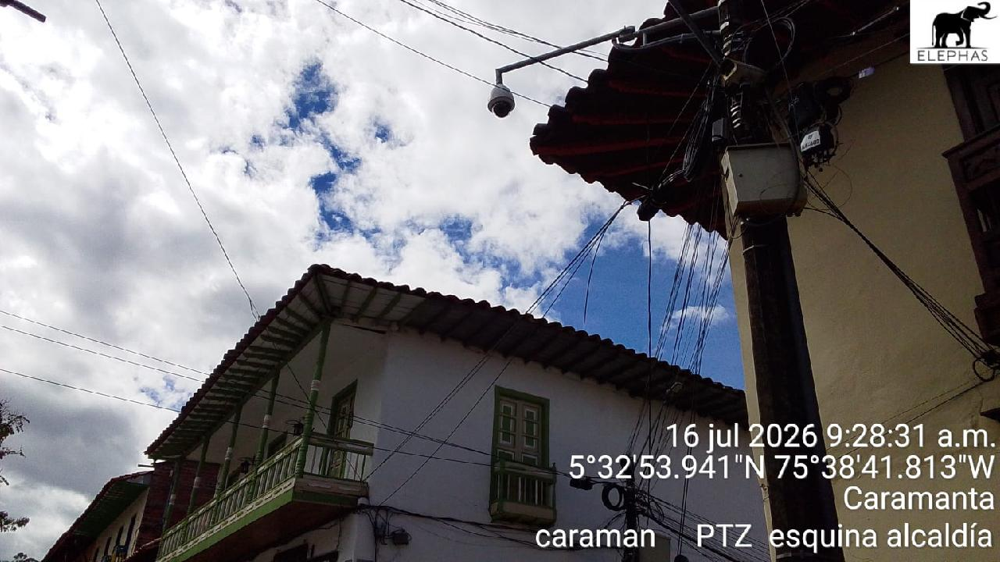 ELEPHAS
16 jul 2026 9:28:31 a.m.
5°32'53.941"N 75°38'41.813"W
Caramanta
caraman PTZ esquina alcaldía